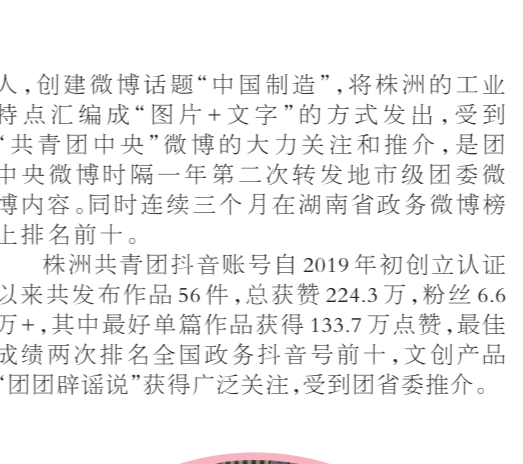 人,创建微博话题“中国制造”,将株洲的工业
特点汇编成“图片+文字”的方式发出,受到
“共青团中央”微博的大力关注和推介,是团
中央微博时隔一年第二次转发地市级团委微
博内容。同时连续三个月在湖南省政务微博榜
上排名前十。
株洲共青团抖音账号自2019年初创立认证
以来共发布作品56件,总获赞224.3万,粉丝6.6
万+,其中最好单篇作品获得133.7万点赞,最佳
成绩两次排名全国政务抖音号前十,文创产品
“团团辟谣说”获得广泛关注,受到团省委推介。